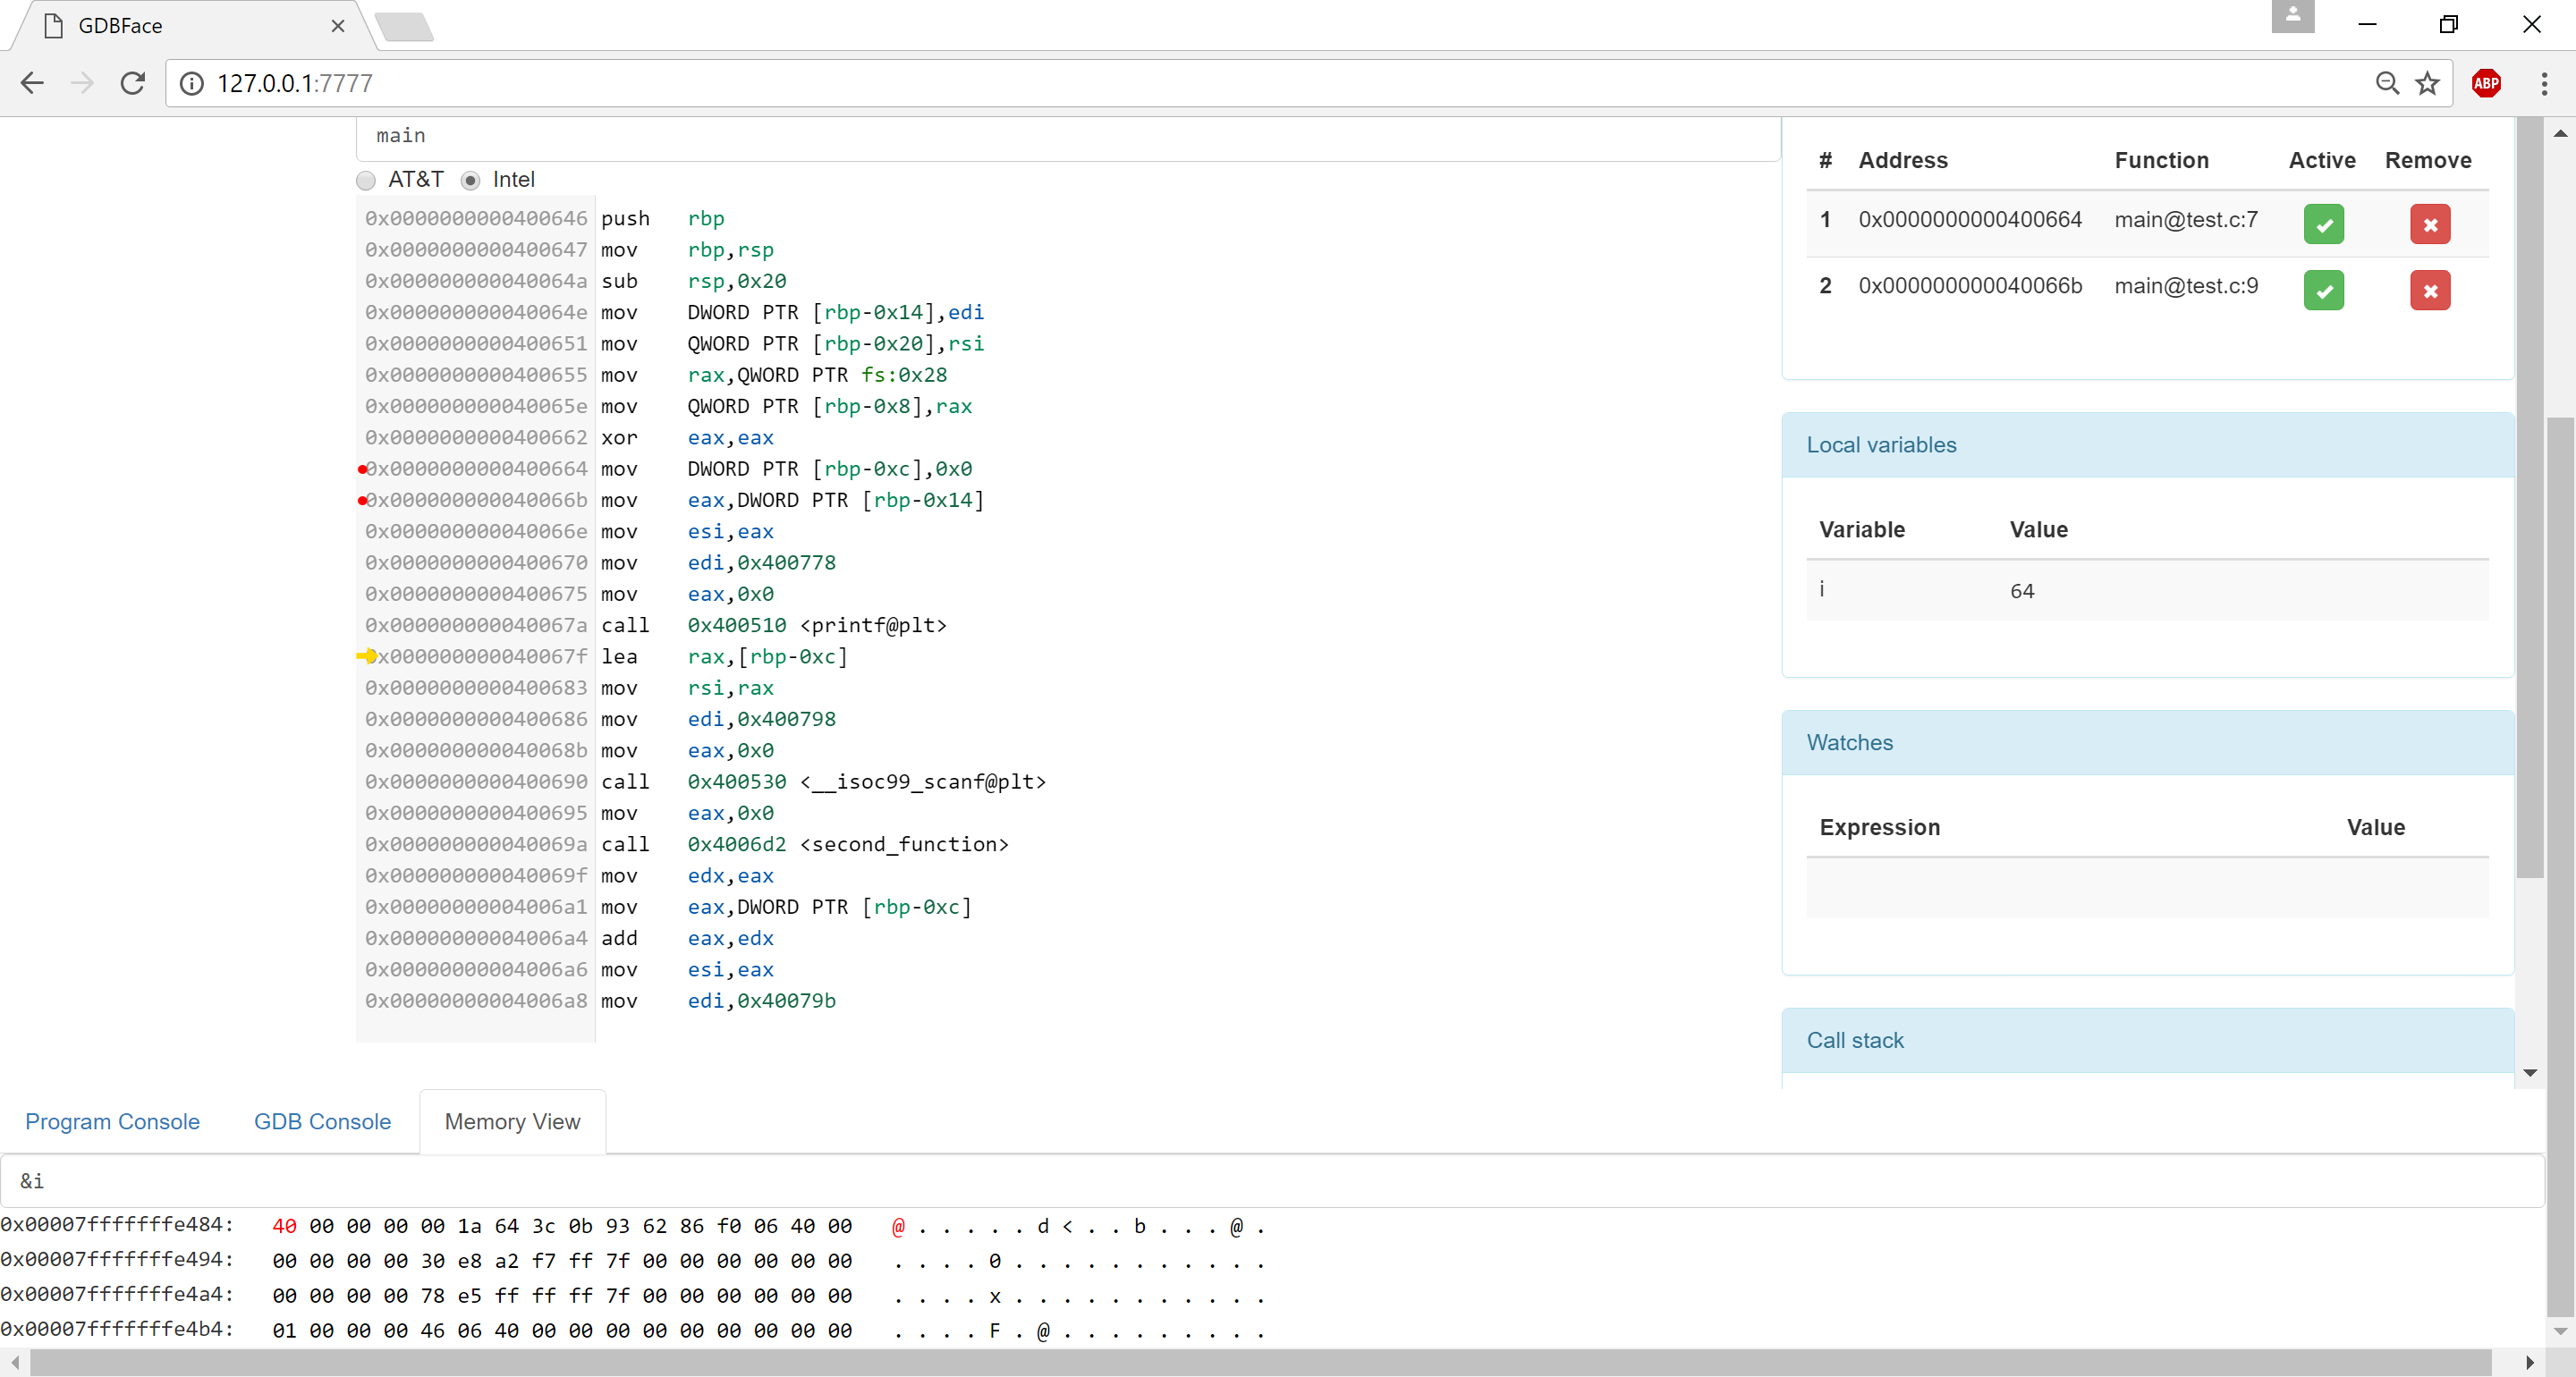 GDBFace
127.0.0.1:7777
ABP
main
AT&T Intel
0x0000000000400646 push rbp
0x0000000000400647 mov rbp,rsp
0x000000000040064a sub rsp,0x20
0x000000000040064e mov DWORD PTR [rbp-0x14],edi
0x0000000000400651 mov QWORD PTR [rbp-0x20],rsi
0x0000000000400655 mov rax,QWORD PTR fs:0x28
0x000000000040065e mov QWORD PTR [rbp-0x8],rax
0x0000000000400662 xor eax,eax
0x0000000000400664 mov DWORD PTR [rbp-0xc],0x0
0x000000000040066b mov eax,DWORD PTR [rbp-0x14]
0x000000000040066e mov esi,eax
0x0000000000400670 mov edi,0x400778
0x0000000000400675 mov eax,0x0
0x000000000040067a call 0x400510 <printf@plt>
0x000000000040067f lea rax,[rbp-0xc]
0x0000000000400683 mov rsi,rax
0x0000000000400686 mov edi,0x400798
0x000000000040068b mov eax,0x0
0x0000000000400690 call 0x400530 <__isoc99_scanf@plt>
0x0000000000400695 mov eax,0x0
0x000000000040069a call 0x4006d2 <second_function>
0x000000000040069f mov edx,eax
0x00000000004006a1 mov eax,DWORD PTR [rbp-0xc]
0x00000000004006a4 add eax,edx
0x00000000004006a6 mov esi,eax
0x00000000004006a8 mov edi,0x40079b
# Address Function Active Remove
1 0x0000000000400664 main@test.c:7
2 0x000000000040066b main@test.c:9
Local variables
Variable Value
i 64
Watches
Expression Value
Call stack
Program Console GDB Console Memory View
&i
0x00007fffffffe484: 40 00 00 00 00 1a 64 3c 0b 93 62 86 f0 06 40 00 @ . . . . . d < . . b . . . @ .
0x00007fffffffe494: 00 00 00 00 30 e8 a2 f7 ff 7f 00 00 00 00 00 00 . . . . 0 . . . . . . . . . . .
0x00007fffffffe4a4: 00 00 00 00 78 e5 ff ff ff 7f 00 00 00 00 00 00 . . . . x . . . . . . . . . . .
0x00007fffffffe4b4: 01 00 00 00 46 06 40 00 00 00 00 00 00 00 00 00 . . . . F . @ . . . . . . . . .